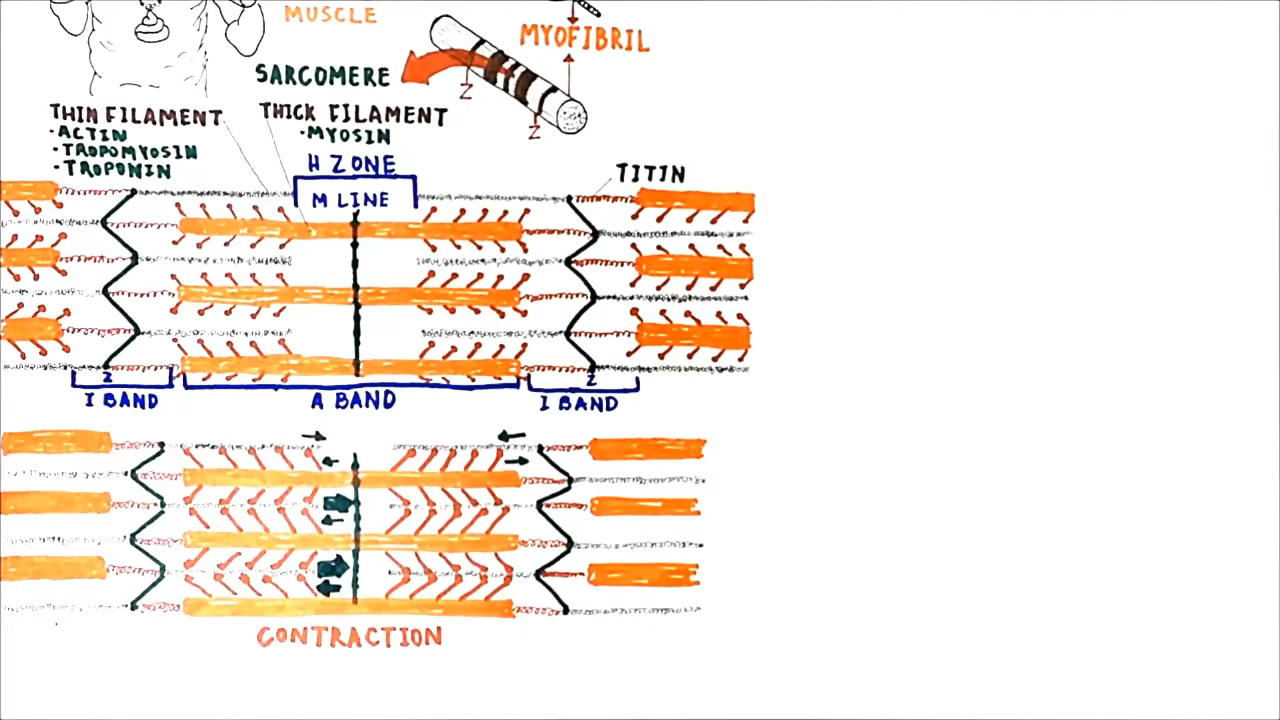 MUSCLE
MYOFIBRIL
SARCOMERE
Z
Z
THIN FILAMENT
• ACTIN
• TROPOMYOSIN
• TROPONIN
THICK FILAMENT
• MYOSIN
H ZONE
M LINE
TITIN
Z
Z
I BAND
A BAND
I BAND
CONTRACTION